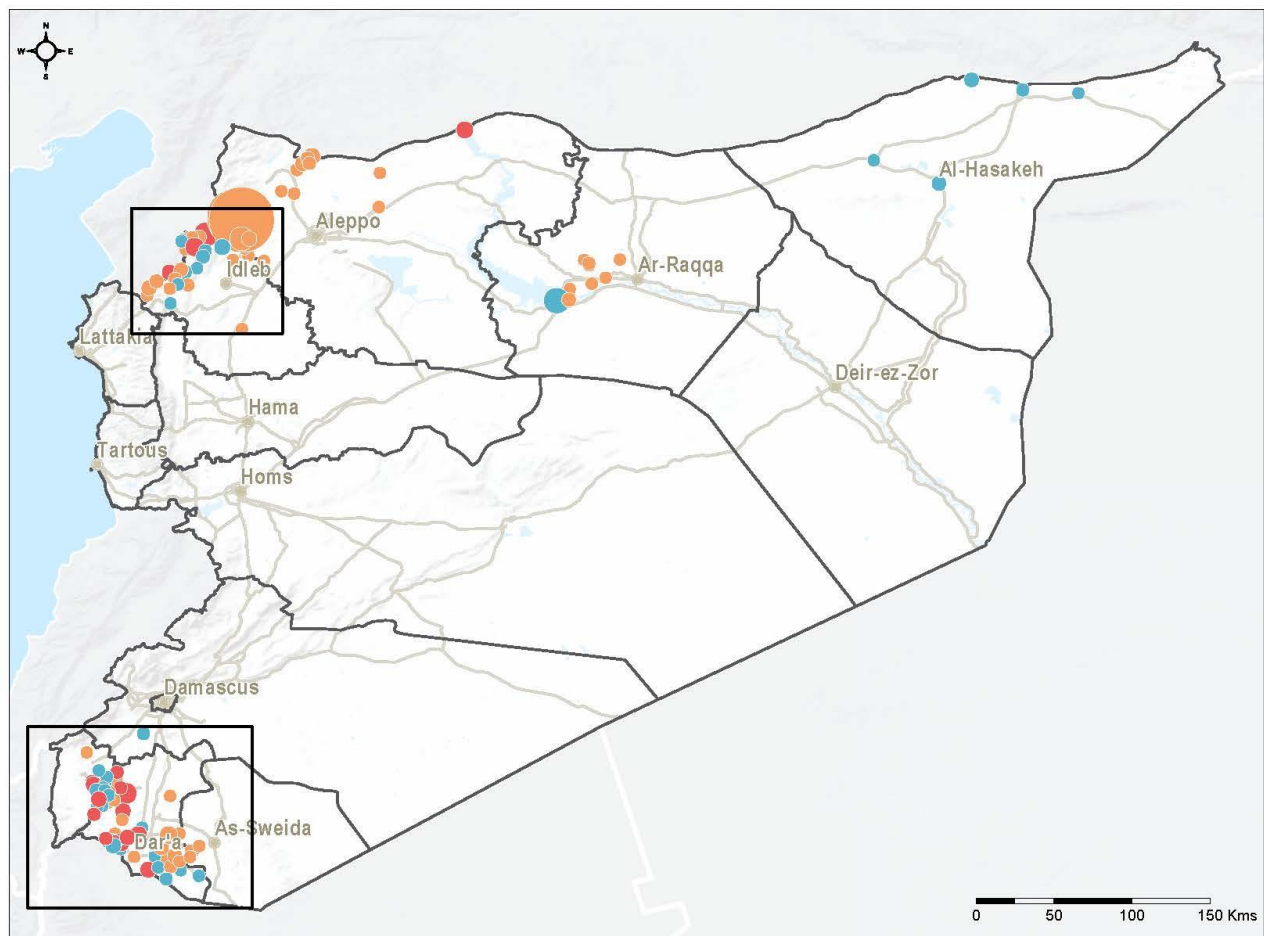 N
W E
S
Al-Hasakeh
Aleppo
Idleb
Ar-Raqqa
Lattakia
Deir-ez-Zor
Hama
Tartous
Homs
Damascus
As-Sweida
Dar'a
0 50 100 150 Kms